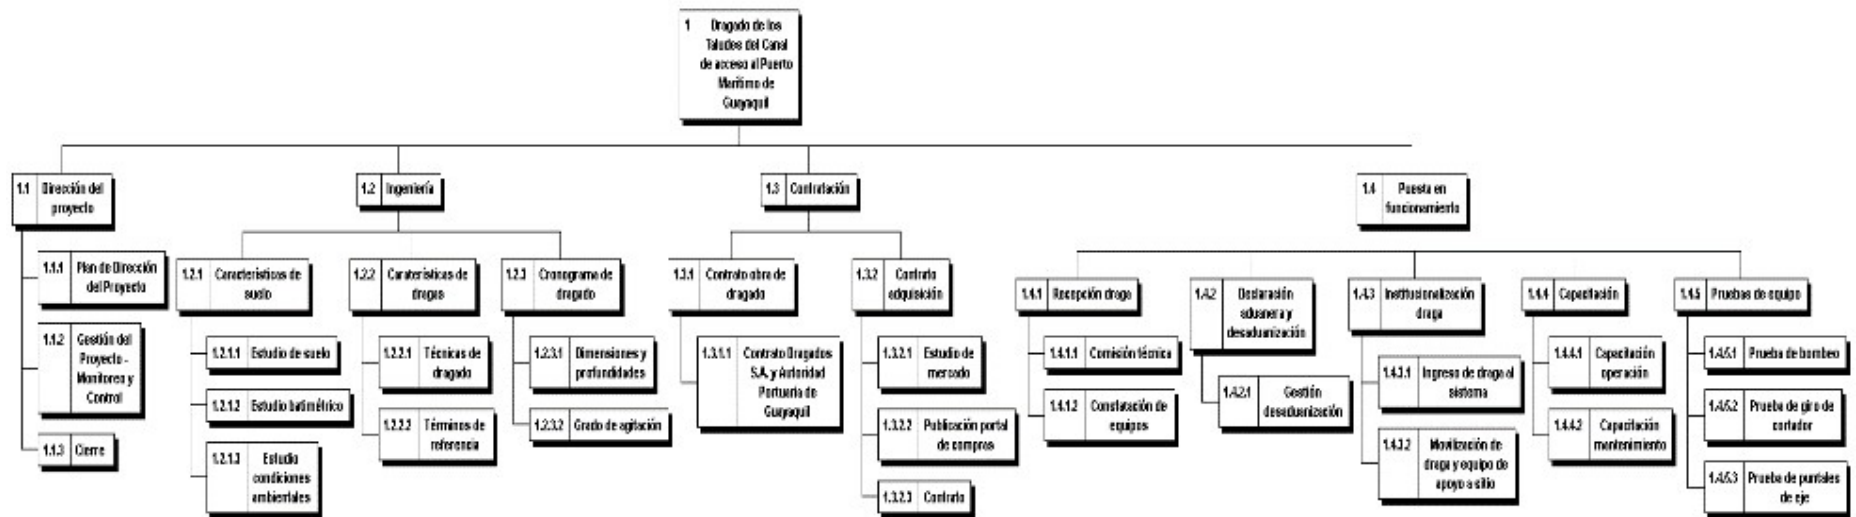 1 Dragado de los
Taludes del Canal
de acceso al Puerto
Marítimo de
Guayaquil
1.1 Dirección del
proyecto
1.2 Ingeniería
1.3 Contratación
1.4 Puesta en
funcionamiento
1.1.1 Plan de Dirección
del Proyecto
1.1.2 Gestión del
Proyecto -
Monitoreo y
Control
1.1.3 Cierre
1.2.1 Características de
suelo
1.2.1.1 Estudio de suelo
1.2.1.2 Estudio batimétrico
1.2.1.3 Estudio
condiciones
ambientales
1.2.2 Caraterísticas de
dragas
1.2.2.1 Técnicas de
dragado
1.2.2.2 Términos de
referencia
1.2.3 Cronograma de
dragado
1.2.3.1 Dimensiones y
profundidades
1.2.3.2 Grado de agitación
1.3.1 Contrato obra de
dragado
1.3.1.1 Contrato Dragados
S.A. y Autoridad
Portuaria de
Guayaquil
1.3.2 Contrato
adquisición
1.3.2.1 Estudio de
mercado
1.3.2.2 Publicación portal
de compras
1.3.2.3 Contrato
1.4.1 Recepción draga
1.4.1.1 Comisión técnica
1.4.1.2 Constatación de
equipos
1.4.2 Declaración
aduanera y
desaduanización
1.4.2.1 Gestión
desaduanización
1.4.3 Institucionalización
draga
1.4.3.1 Ingreso de draga al
sistema
1.4.3.2 Movilización de
draga y equipo de
apoyo a sitio
1.4.4 Capacitación
1.4.4.1 Capacitación
operación
1.4.4.2 Capacitación
mantenimiento
1.4.5 Pruebas de equipo
1.4.5.1 Prueba de bombeo
1.4.5.2 Prueba de giro de
cortador
1.4.5.3 Prueba de puntales
de eje